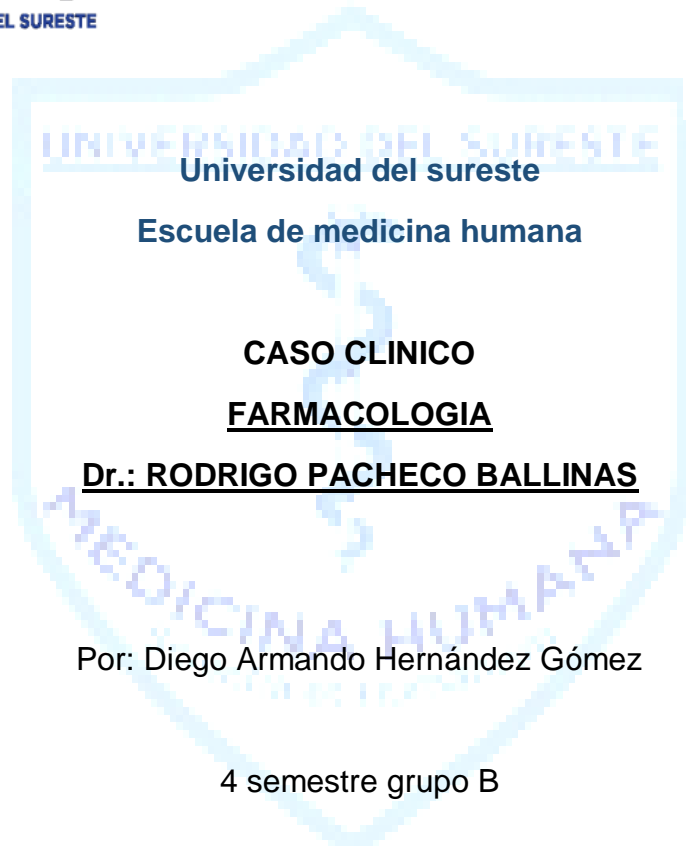 EL SURESTE
UNIVERSIDAD DEL SURESTE
Universidad del sureste
Escuela de medicina humana
CASO CLINICO
FARMACOLOGIA
Dr.: RODRIGO PACHECO BALLINAS
MEDICINA HUMANA
Por: Diego Armando Hernández Gómez
4 semestre grupo B